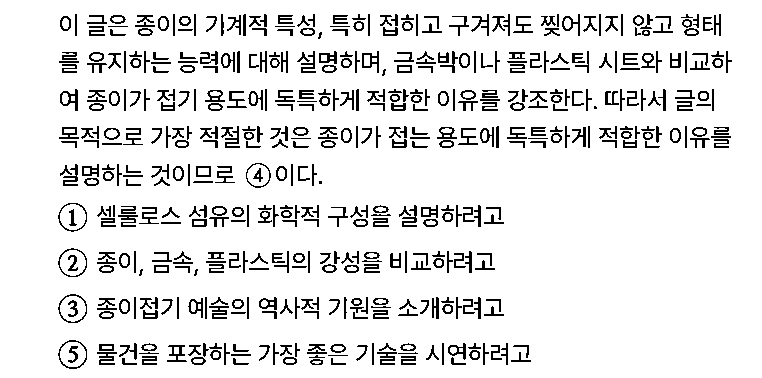 이 글은 종이의 기계적 특성, 특히 접히고 구겨져도 찢어지지 않고 형태
를 유지하는 능력에 대해 설명하며, 금속박이나 플라스틱 시트와 비교하
여 종이가 접기 용도에 독특하게 적합한 이유를 강조한다. 따라서 글의
목적으로 가장 적절한 것은 종이가 접는 용도에 독특하게 적합한 이유를
설명하는 것이므로 ④이다.
① 셀룰로스 섬유의 화학적 구성을 설명하려고
② 종이, 금속, 플라스틱의 강성을 비교하려고
③ 종이접기 예술의 역사적 기원을 소개하려고
⑤ 물건을 포장하는 가장 좋은 기술을 시연하려고